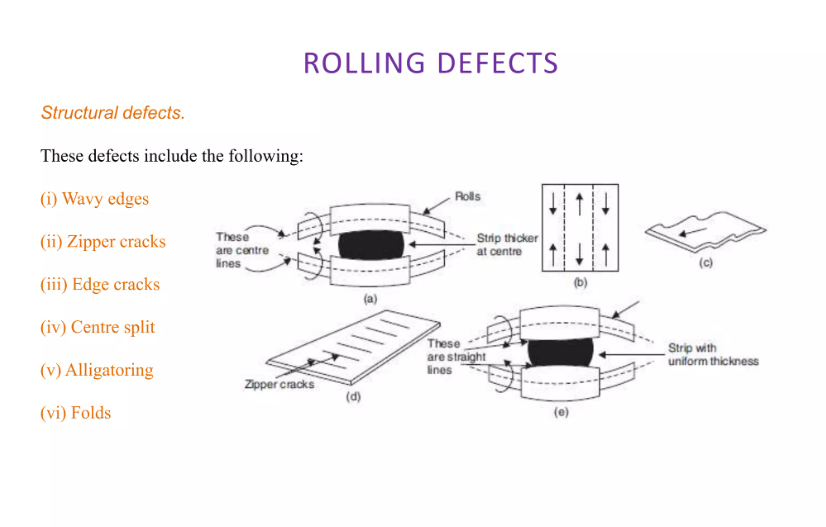 ROLLING DEFECTS
Structural defects.
These defects include the following:
(i) Wavy edges
(ii) Zipper cracks
(iii) Edge cracks
(iv) Centre split
(v) Alligatoring
(vi) Folds
Rolls
These
are centre
lines
Strip thicker
at centre
(a)
(b)
(c)
Zipper cracks
(d)
These
are straight
lines
Strip with
uniform thickness
(e)